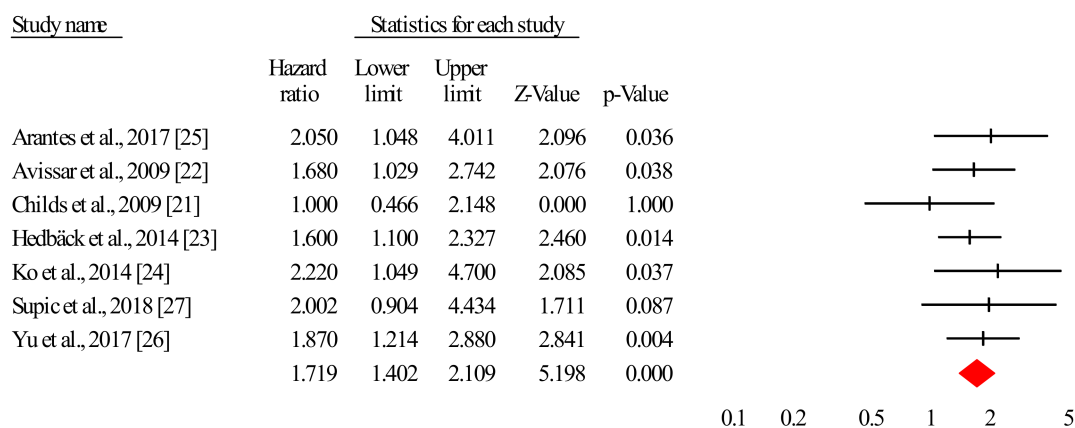 Study name Statistics for each study
Hazard Lower Upper
ratio limit limit Z-Value p-Value
Arantes et al., 2017 [25] 2.050 1.048 4.011 2.096 0.036
Avissar et al., 2009 [22] 1.680 1.029 2.742 2.076 0.038
Childs et al., 2009 [21] 1.000 0.466 2.148 0.000 1.000
Hedbäck et al., 2014 [23] 1.600 1.100 2.327 2.460 0.014
Ko et al., 2014 [24] 2.220 1.049 4.700 2.085 0.037
Supic et al., 2018 [27] 2.002 0.904 4.434 1.711 0.087
Yu et al., 2017 [26] 1.870 1.214 2.880 2.841 0.004
1.719 1.402 2.109 5.198 0.000
0.1 0.2 0.5 1 2 5